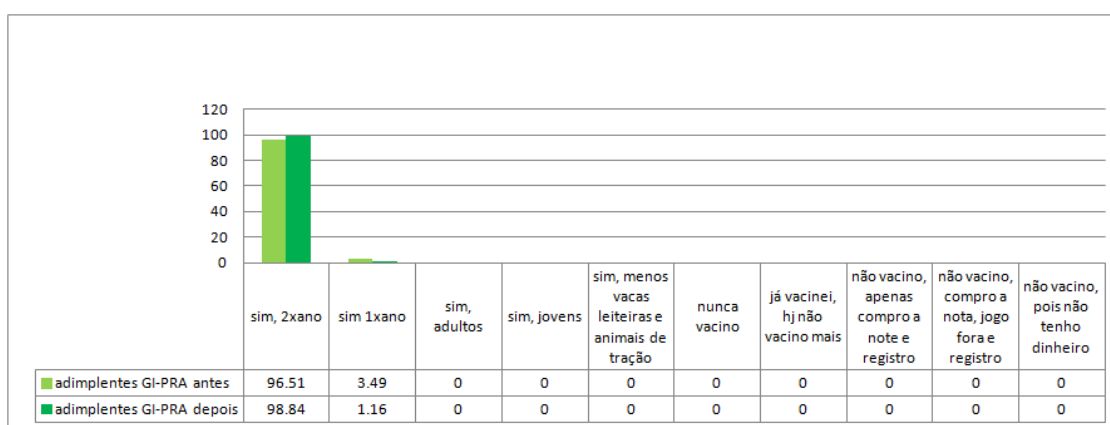 120
100
80
60
40
20
0
sim, 2xano
sim 1xano
sim,
adultos
sim, jovens
sim, menos
vacas
leiteiras e
animais de
tração
nunca
vacino
já vacinei,
hj não
vacino mais
não vacino,
apenas
compro a
note e
registro
não vacino,
compro a
nota, jogo
fora e
registro
não vacino,
pois não
tenho
dinheiro
adimplentes GI-PRA antes 96.51 3.49 0 0 0 0 0 0 0 0
adimplentes GI-PRA depois 98.84 1.16 0 0 0 0 0 0 0 0